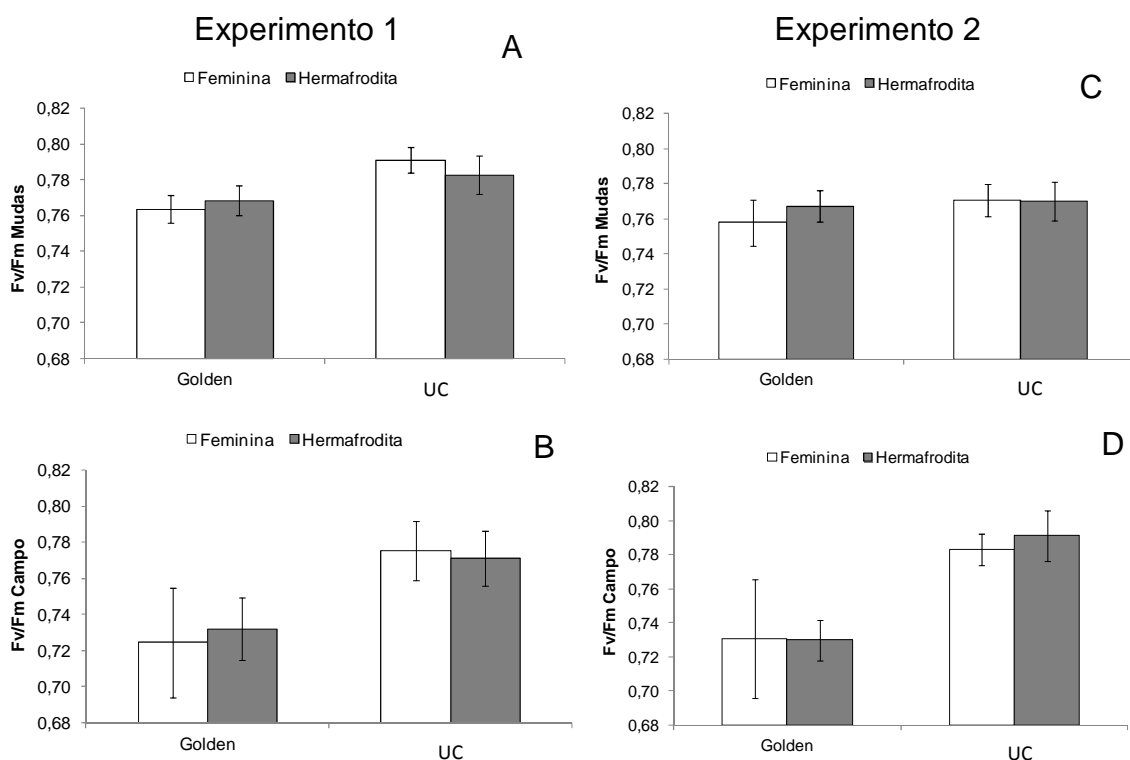 Experimento 1
A
Feminina Hermafrodita
Fv/Fm Mudas
0,82
0,80
0,78
0,76
0,74
0,72
0,70
0,68
Golden UC
Experimento 2
C
Feminina Hermafrodita
Fv/Fm Mudas
0,82
0,80
0,78
0,76
0,74
0,72
0,70
0,68
Golden UC
B
Feminina Hermafrodita
Fv/Fm Campo
0,82
0,80
0,78
0,76
0,74
0,72
0,70
0,68
Golden UC
D
Feminina Hermafrodita
Fv/Fm Campo
0,82
0,80
0,78
0,76
0,74
0,72
0,70
0,68
Golden UC